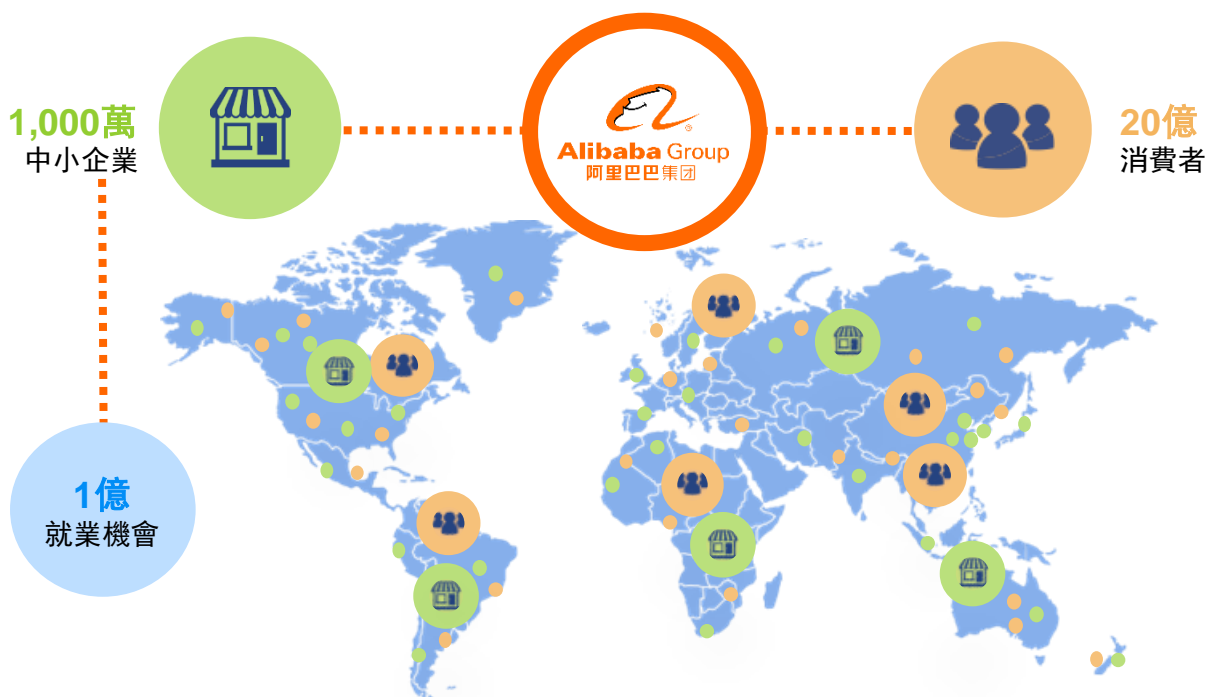 1,000萬
中小企業
Alibaba Group
阿里巴巴集团
20億
消費者
1億
就業機會